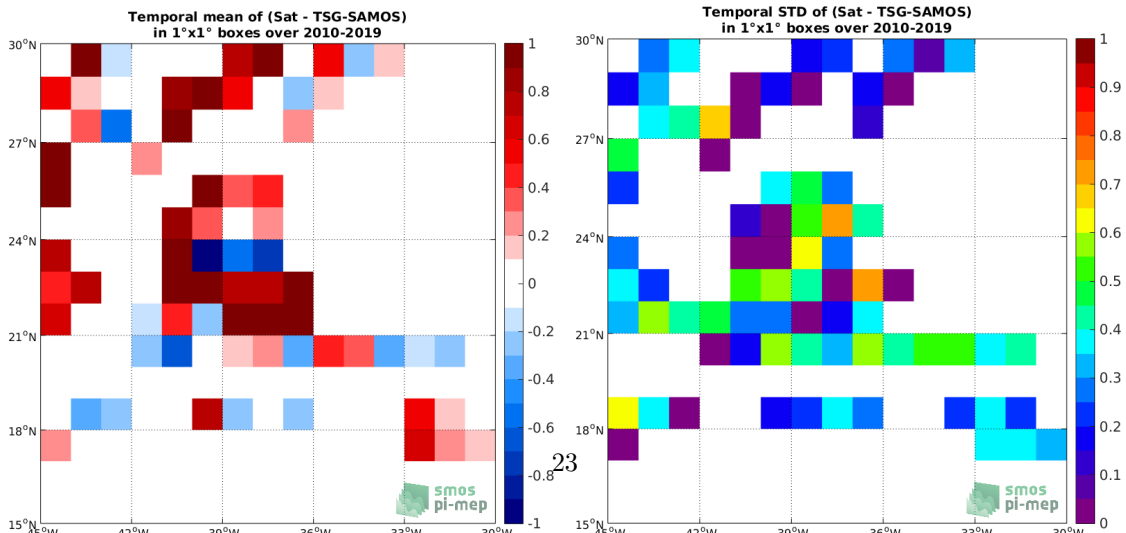 Temporal mean of (Sat - TSG-SAMOS)
in 1°x1° boxes over 2010-2019
30°N
27°N
24°N
21°N
18°N
15°N
45°W
42°W
39°W
36°W
33°W
30°W
1
0.8
0.6
0.4
0.2
0
-0.2
-0.4
-0.6
-0.8
-1
smos
pi-mep
23
Temporal STD of (Sat - TSG-SAMOS)
in 1°x1° boxes over 2010-2019
30°N
27°N
24°N
21°N
18°N
15°N
45°W
42°W
39°W
36°W
33°W
30°W
1
0.9
0.8
0.7
0.6
0.5
0.4
0.3
0.2
0.1
0
smos
pi-mep